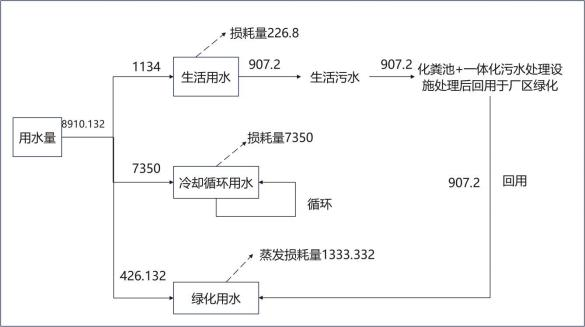 损耗量226.8
1134
生活用水
907.2
生活污水
907.2
化粪池+一体化污水处理设
施处理后回用于厂区绿化
用水量
8910.132
损耗量7350
7350
冷却循环用水
循环
907.2
回用
蒸发损耗量1333.332
426.132
绿化用水